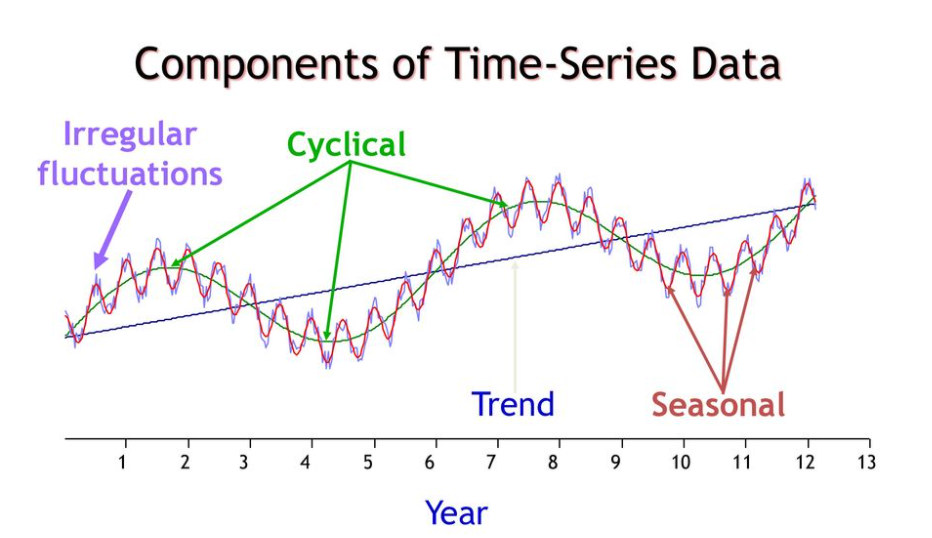 Components of Time-Series Data
Irregular
fluctuations
Cyclical
Trend
Seasonal
1 2 3 4 5 6 7 8 9 10 11 12 13
Year